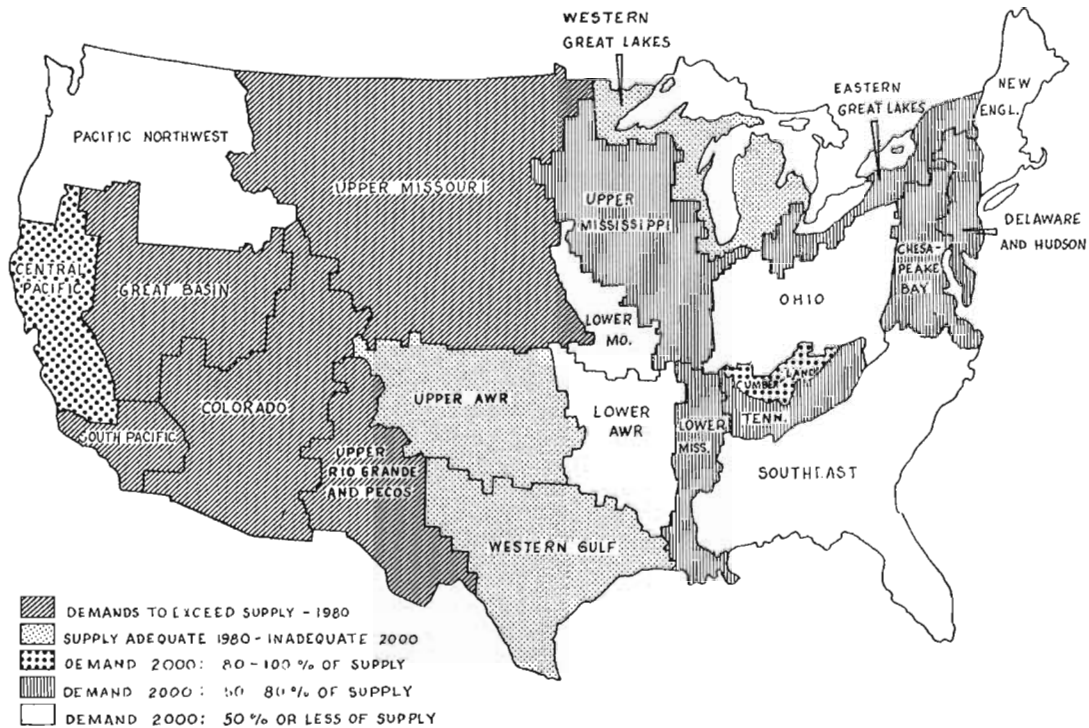 WESTERN
GREAT LAKES
EASTERN
GREAT LAKES
NEW
ENGL.
PACIFIC NORTHWEST
UPPER MISSOURI
UPPER
MISSISSIPPI
DELAWARE
AND HUDSON
CENTRAL
PACIFIC
GREAT BASIN
CHESA-
PEAKE
BAY
OHIO
LOWER
MO.
CUMBER
LAND
UPPER AWR
COLORADO
LOWER
AWR
TENN.
LOWER
MISS.
SOUTH PACIFIC
UPPER
RIO GRANDE
AND PECOS
SOUTHEAST
WESTERN GULF
DEMANDS TO EXCEED SUPPLY - 1980
SUPPLY ADEQUATE 1980 - INADEQUATE 2000
DEMAND 2000: 80-100 % OF SUPPLY
DEMAND 2000: 50 80 % OF SUPPLY
DEMAND 2000: 50 % OR LESS OF SUPPLY